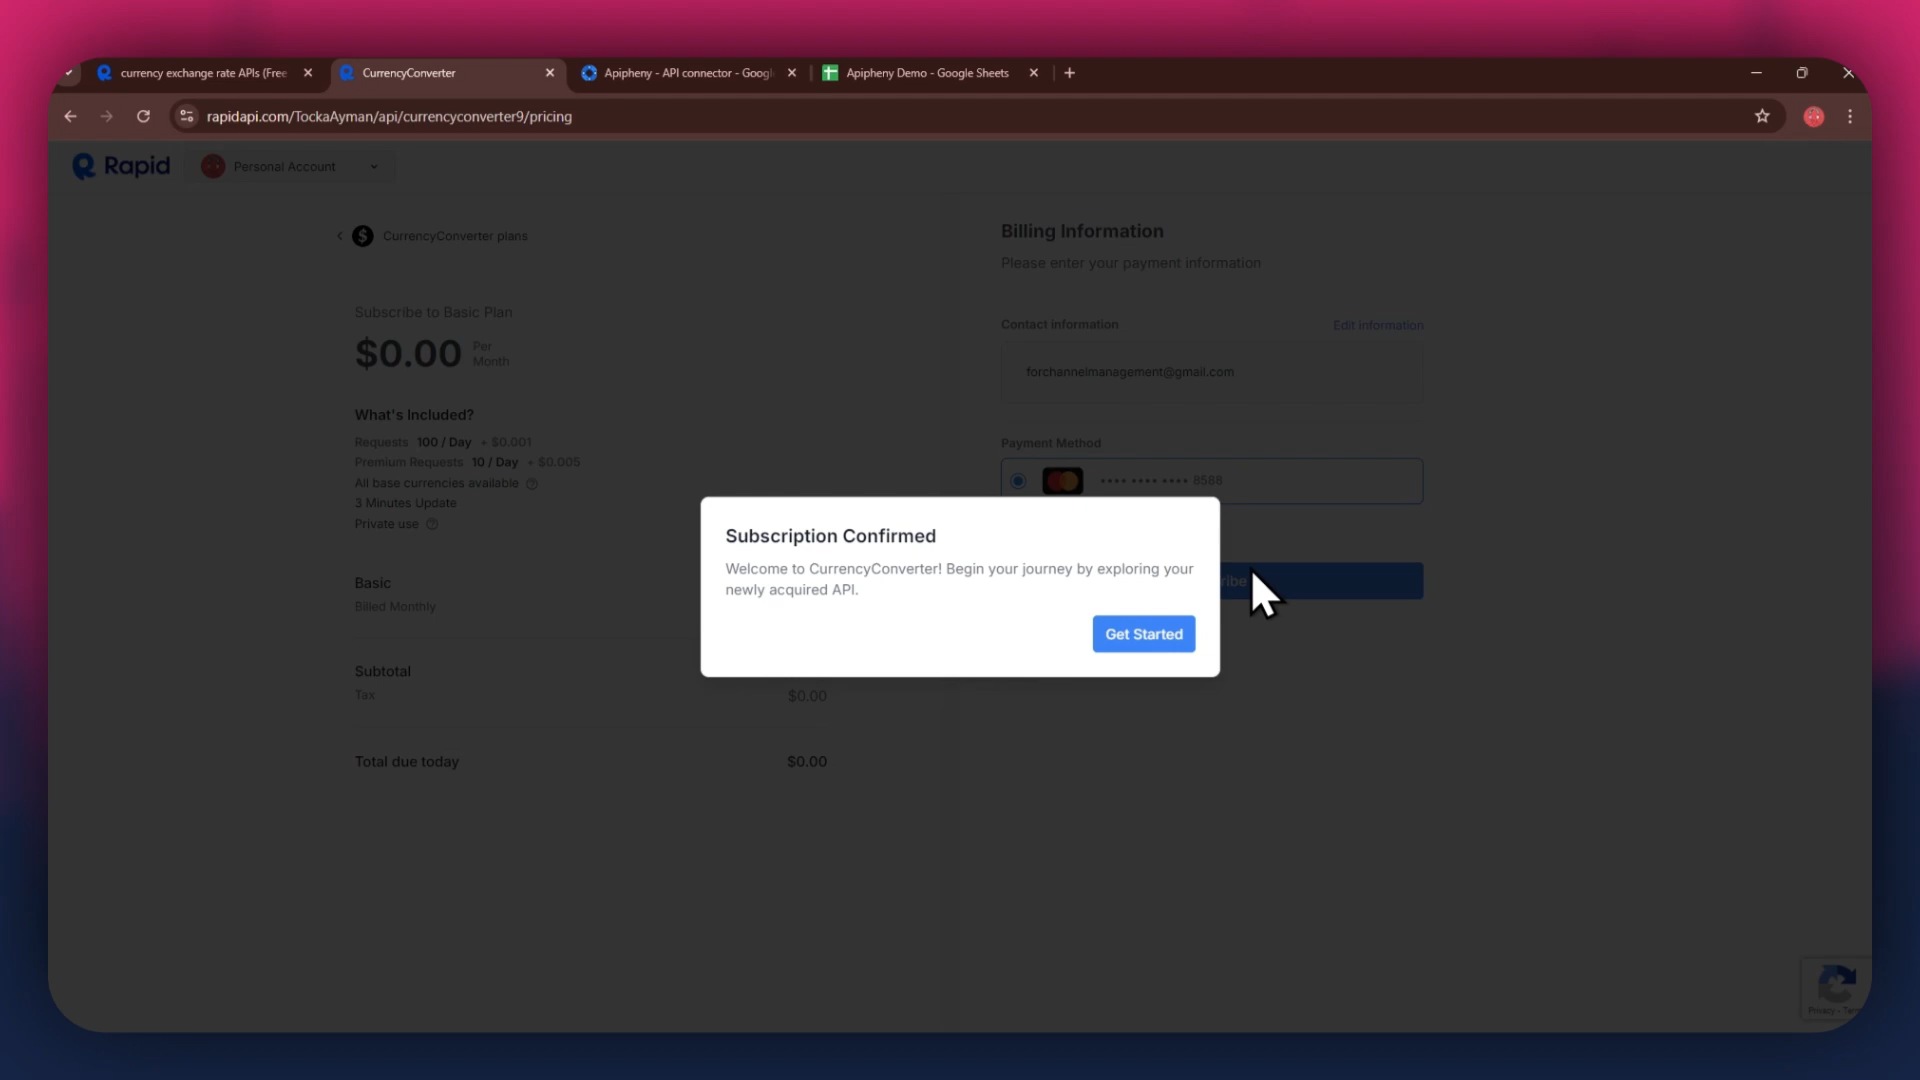 currency exchange rate APIs (Free
CurrencyConverter
Apipheny - API connector - Googl
Apipheny Demo - Google Sheets
rapidapi.com/TockaAyman/api/currencyconverter9/pricing
Rapid
Personal Account
CurrencyConverter plans
Subscribe to Basic Plan
$0.00 Per
Month
What's Included?
Requests 100 / Day + $0.001
Premium Requests 10 / Day + $0.005
All base currencies available
3 Minutes Update
Private use
Basic
Billed Monthly
Subtotal
Tax $0.00
Total due today $0.00
Billing Information
Please enter your payment information
Contact information Edit information
forchannelmanagement@gmail.com
Payment Method
•••• •••• •••• 8588
ribe
Subscription Confirmed
Welcome to CurrencyConverter! Begin your journey by exploring your
newly acquired API.
Get Started
Privacy - Term